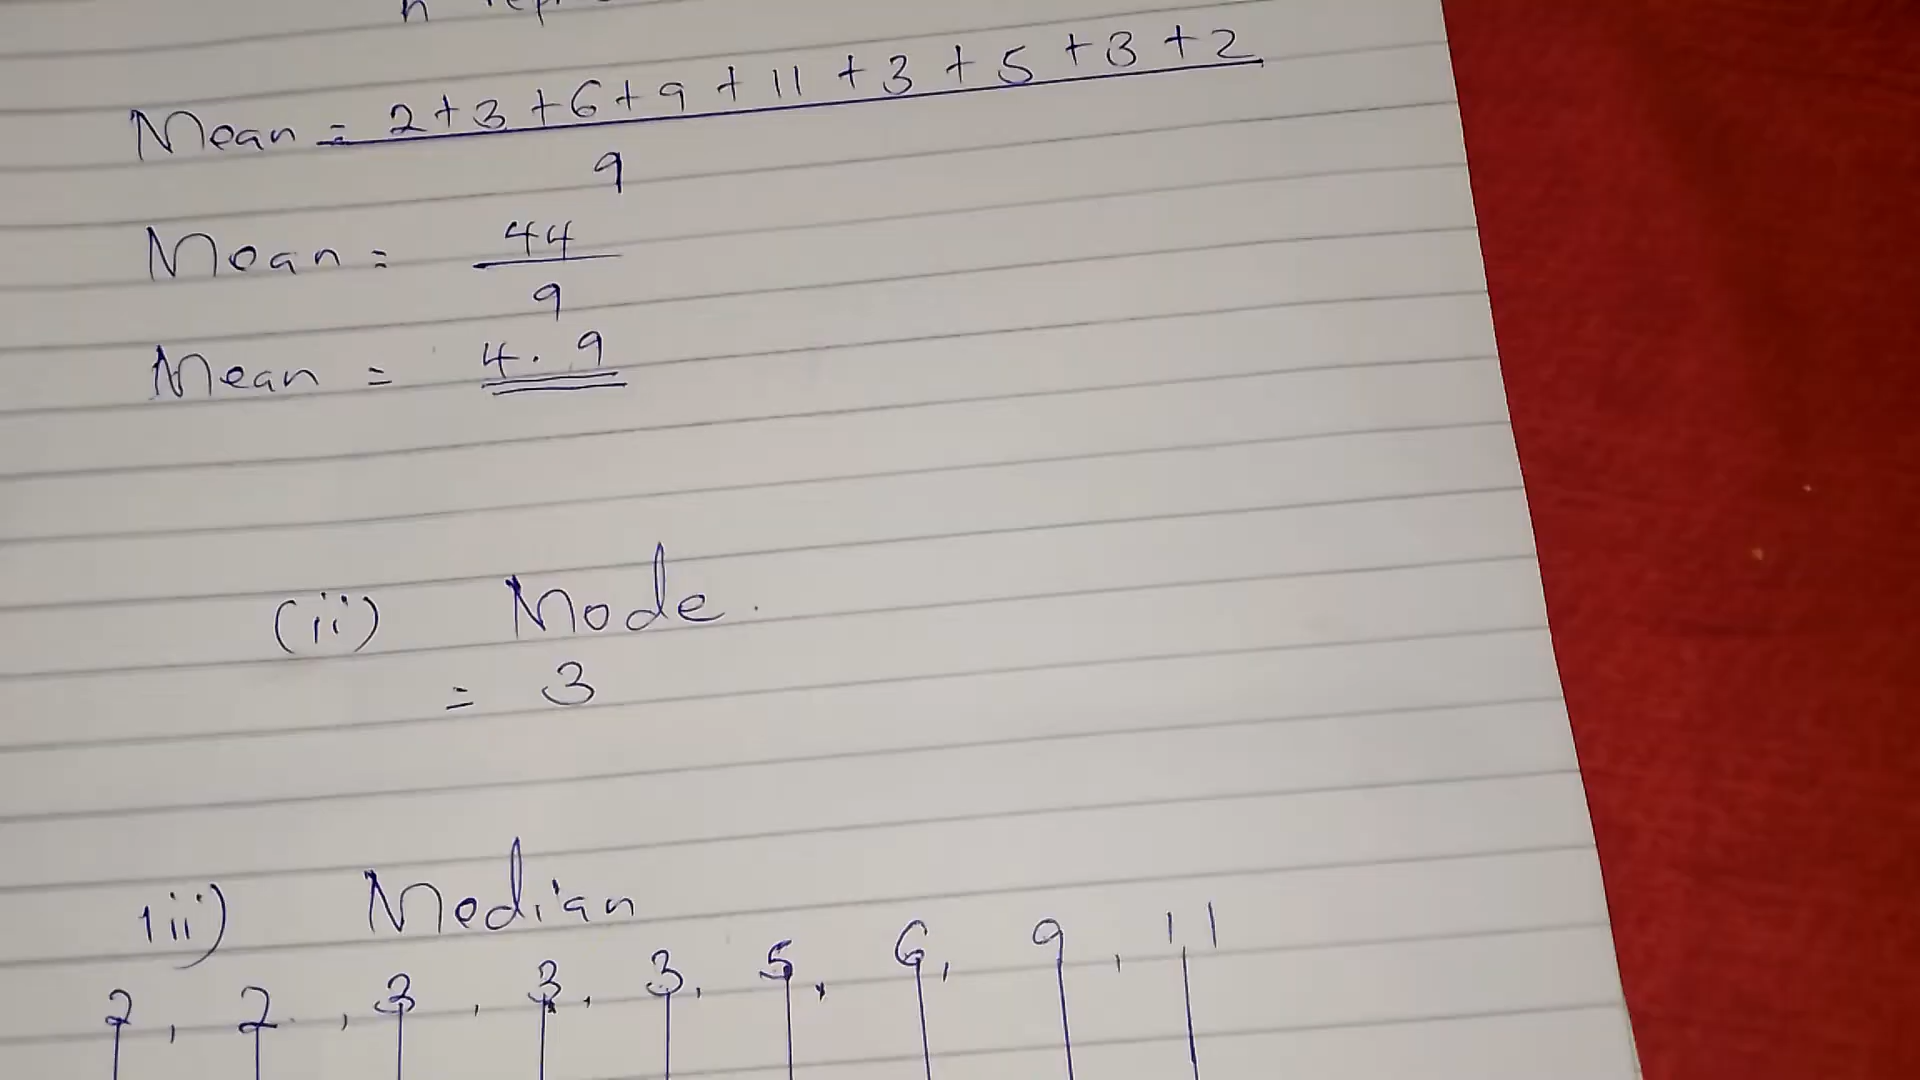 Mean = 2+3+6+9+11+3+5+3+2
9
Mean = 44
9
Mean = 4.9
(ii) Mode.
= 3
iii) Median
2, 2, 3, 3, 3, 5, 6, 9, 11